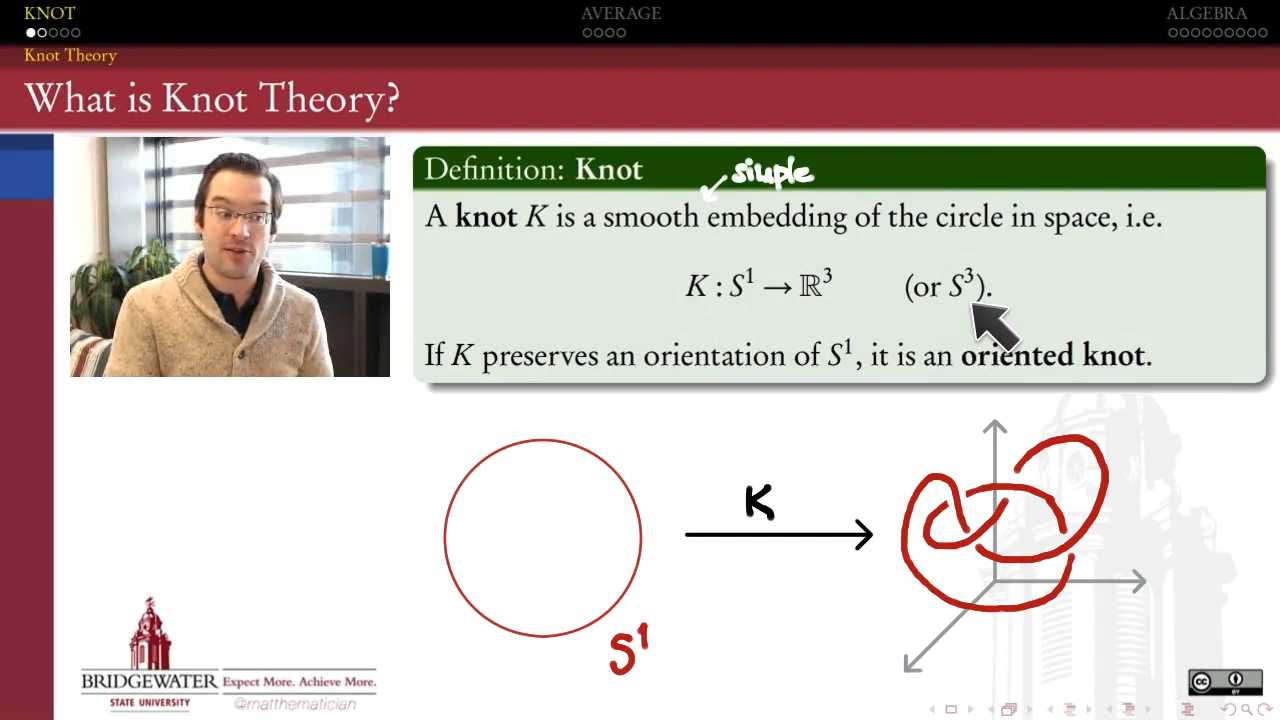 KNOT AVERAGE ALGEBRA
Knot Theory
What is Knot Theory?
Definition: Knot
simple
A knot K is a smooth embedding of the circle in space, i.e.
K : S¹ → ℝ³ (or S³).
If K preserves an orientation of S¹, it is an oriented knot.
K
S¹
BRIDGEWATER
STATE UNIVERSITY
Expect More. Achieve More.
@matthematician
CC
BY